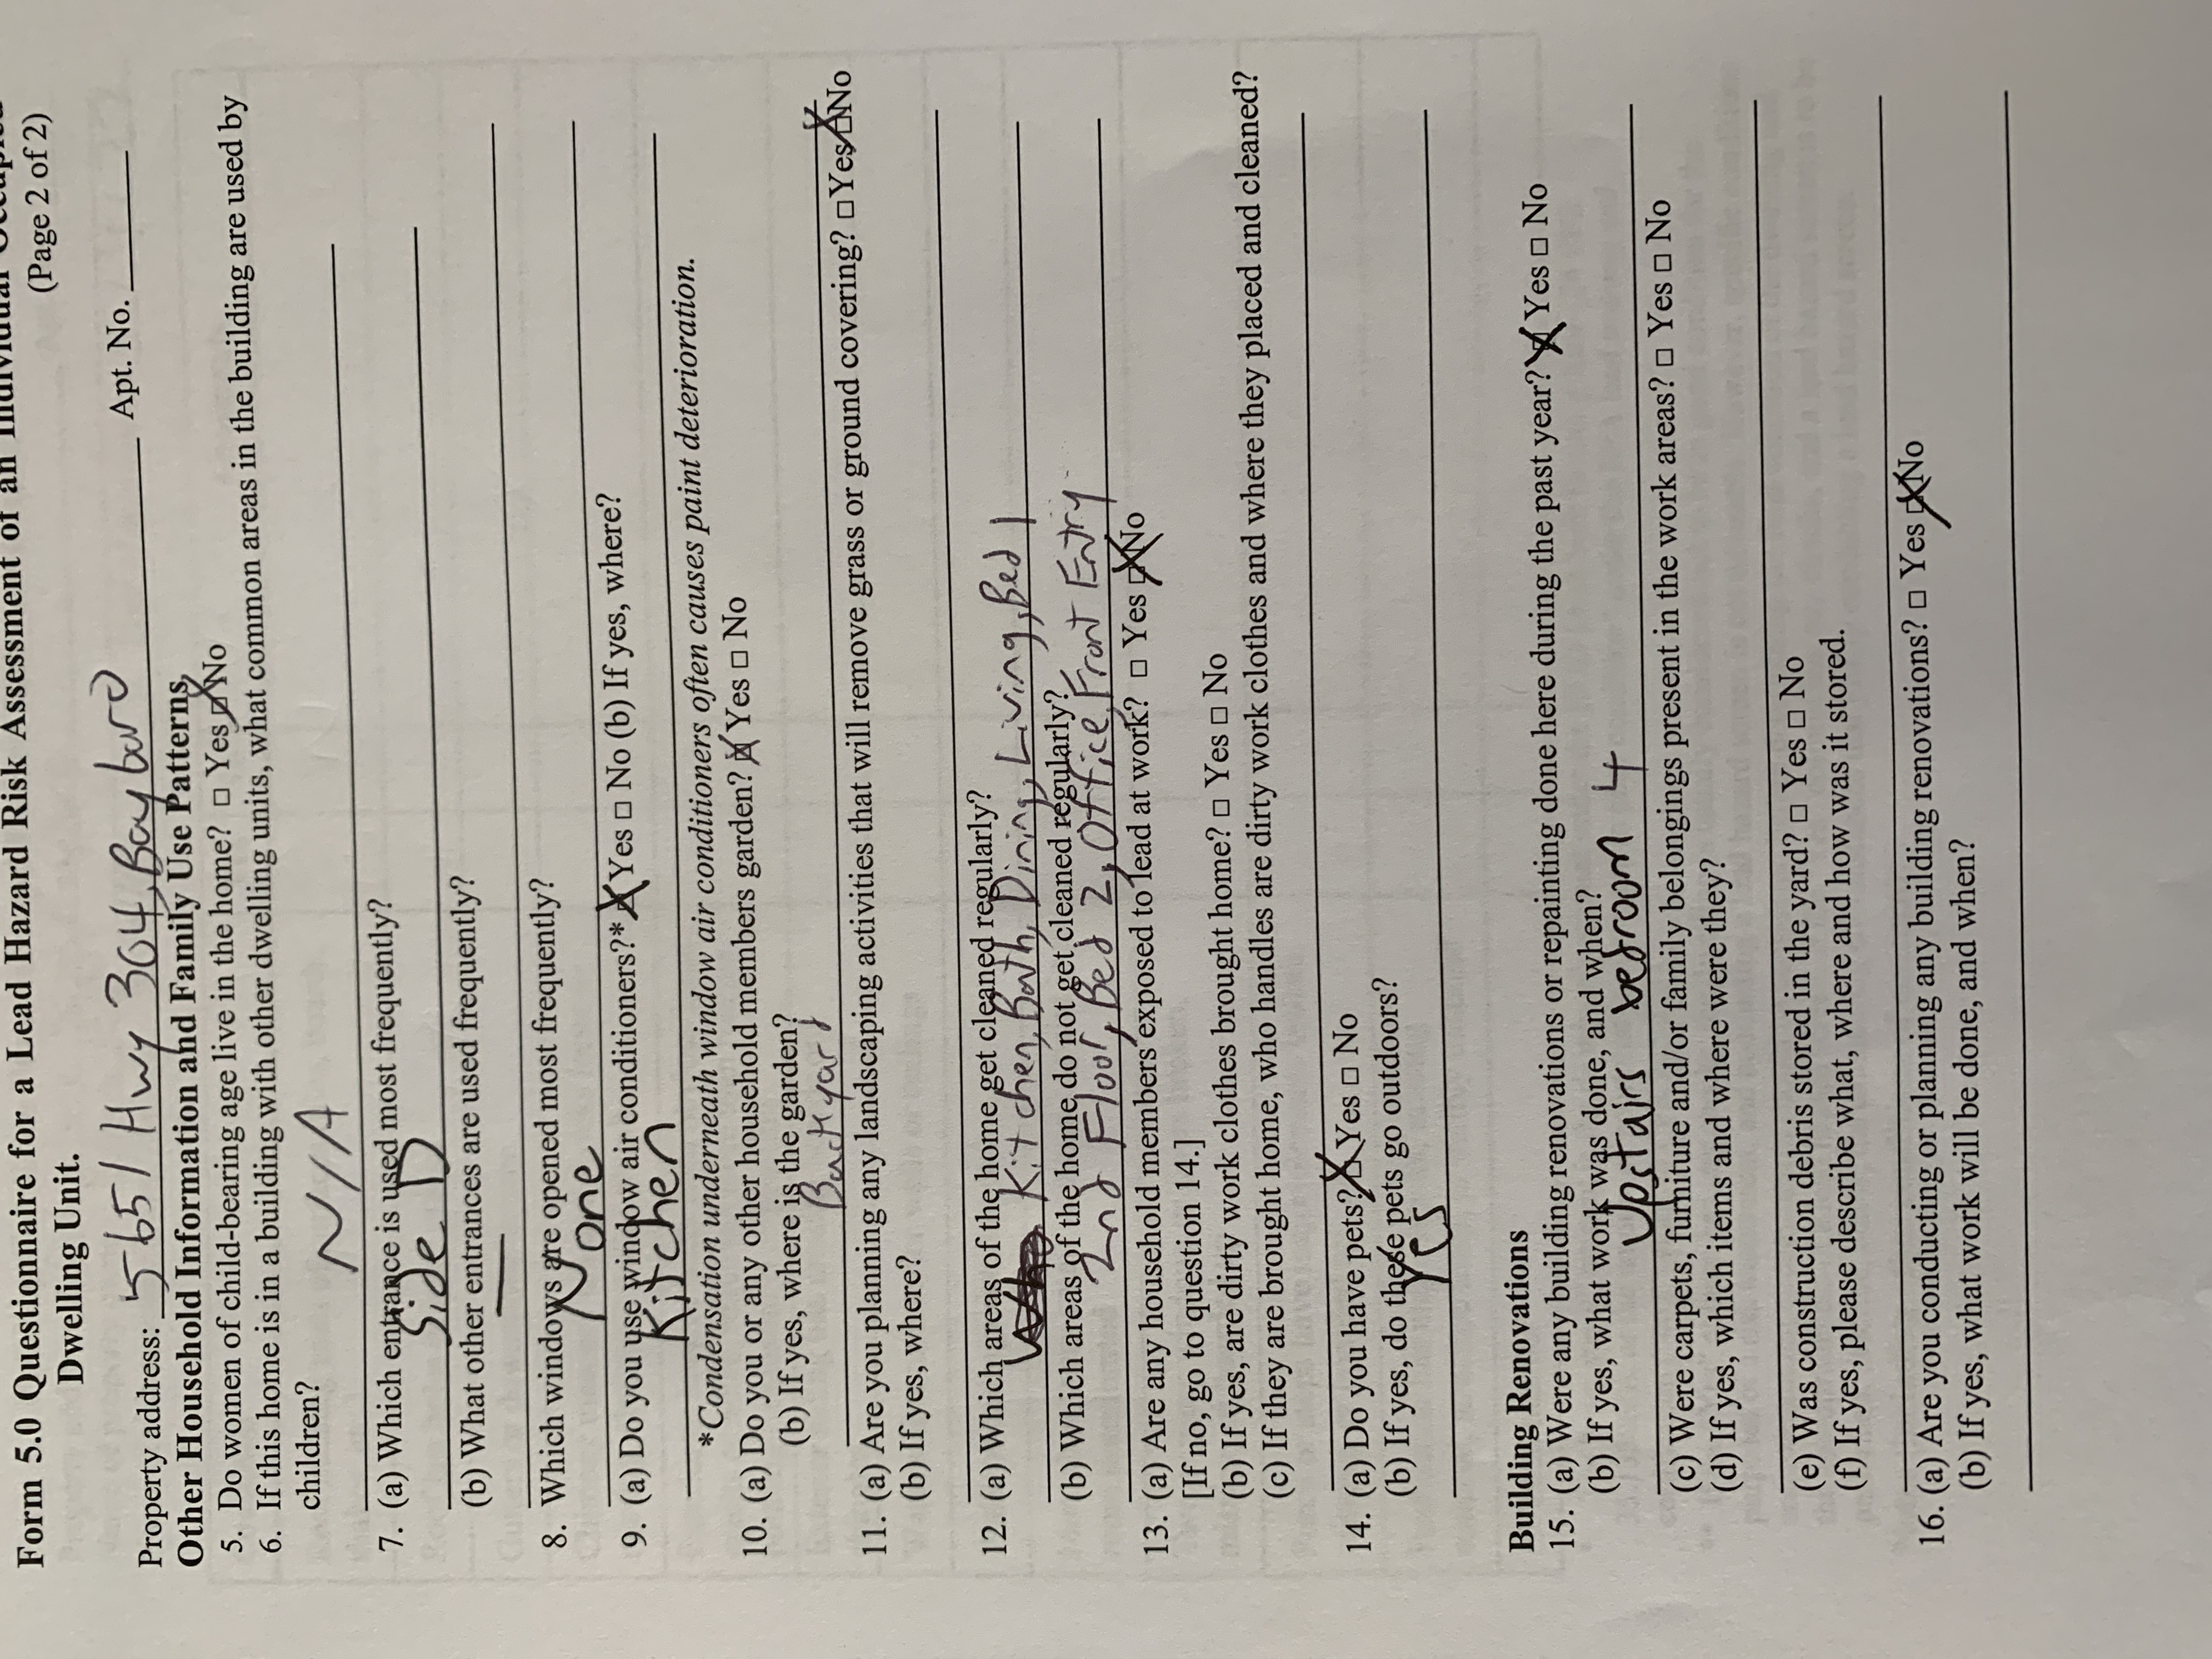 Form 5.0 Questionnaire for a Lead Hazard Risk Assessment of an Individual Occupied
Dwelling Unit.
(Page 2 of 2)
Property address: 5651 Hwy 304, Bayboro Apt. No.
Other Household Information and Family Use Patterns
5. Do women of child-bearing age live in the home? □ Yes ☒ No
6. If this home is in a building with other dwelling units, what common areas in the building are used by
children?
N/A
7. (a) Which entrance is used most frequently?
Side D
(b) What other entrances are used frequently?
—
8. Which windows are opened most frequently?
None
9. (a) Do you use window air conditioners?* ☒ Yes □ No (b) If yes, where?
Kitchen
*Condensation underneath window air conditioners often causes paint deterioration.
10. (a) Do you or any other household members garden? ☒ Yes □ No
(b) If yes, where is the garden?
Backyard
11. (a) Are you planning any landscaping activities that will remove grass or ground covering? □ Yes ☒ No
(b) If yes, where?
12. (a) Which areas of the home get cleaned regularly?
Kitchen, Bath, Dining, Living, Bed 1
(b) Which areas of the home do not get cleaned regularly?
2nd Floor, Bed 2, Office, Front Entry
13. (a) Are any household members exposed to lead at work? □ Yes ☒ No
[If no, go to question 14.]
(b) If yes, are dirty work clothes brought home? □ Yes □ No
(c) If they are brought home, who handles are dirty work clothes and where they placed and cleaned?
14. (a) Do you have pets? ☒ Yes □ No
(b) If yes, do these pets go outdoors?
Yes
Building Renovations
15. (a) Were any building renovations or repainting done here during the past year? ☒ Yes □ No
(b) If yes, what work was done, and when?
Upstairs bedroom 4
(c) Were carpets, furniture and/or family belongings present in the work areas? □ Yes □ No
(d) If yes, which items and where were they?
(e) Was construction debris stored in the yard? □ Yes □ No
(f) If yes, please describe what, where and how was it stored.
16. (a) Are you conducting or planning any building renovations? □ Yes ☒ No
(b) If yes, what work will be done, and when?